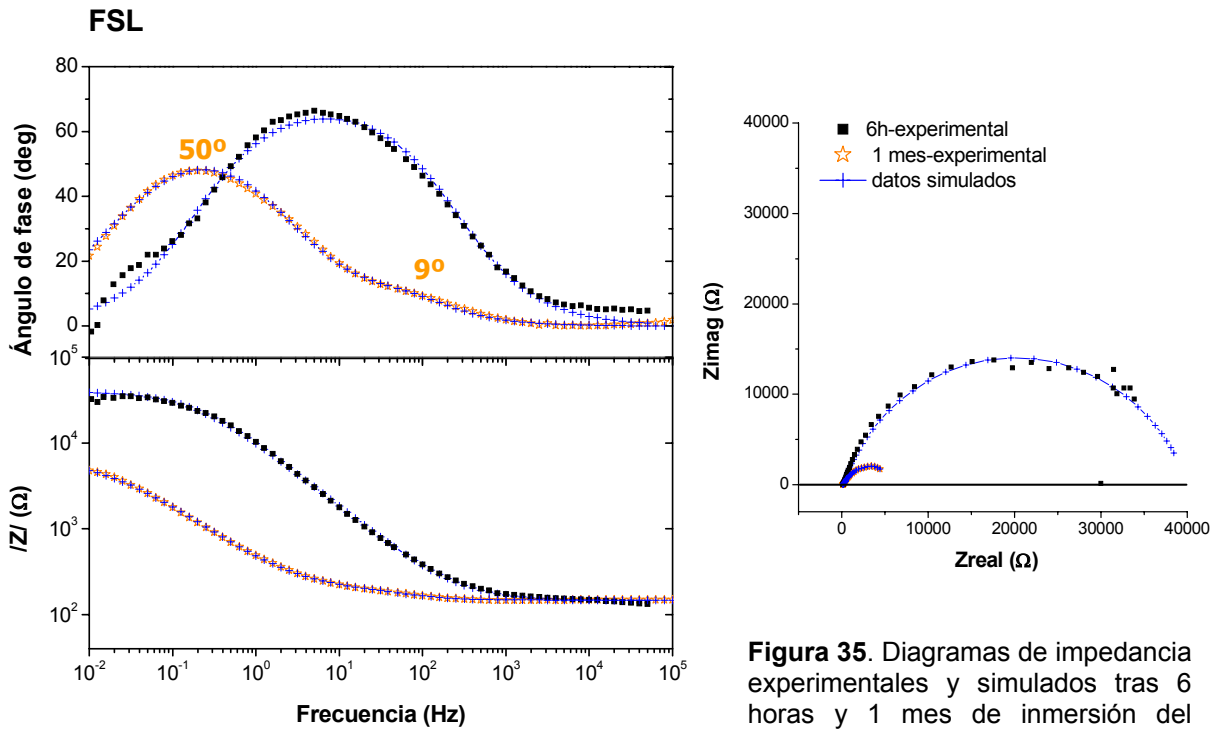 FSL
80
60
40
20
0
Ángulo de fase (deg)
50º
9º
10⁵
10⁴
10³
10²
/Z/ (Ω)
10⁻² 10⁻¹ 10⁰ 10¹ 10² 10³ 10⁴ 10⁵
Frecuencia (Hz)
40000
30000
20000
10000
0
Zimag (Ω)
6h-experimental
1 mes-experimental
datos simulados
0 10000 20000 30000 40000
Zreal (Ω)
Figura 35. Diagramas de impedancia
experimentales y simulados tras 6
horas y 1 mes de inmersión del